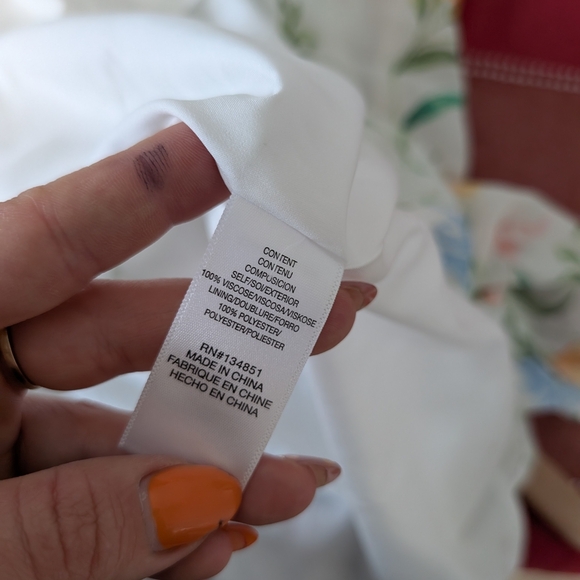 CONTENT
CONTENU
COMPUSICION
SELF/SOI/EXTERIOR
100% VISCOSE/VISCOSA/VISKOSE
LINING/DOUBLURE/FORRO
100% POLYESTER/
POLYESTER/POLIESTER
RN#134851
MADE IN CHINA
FABRIQUE EN CHINE
HECHO EN CHINA